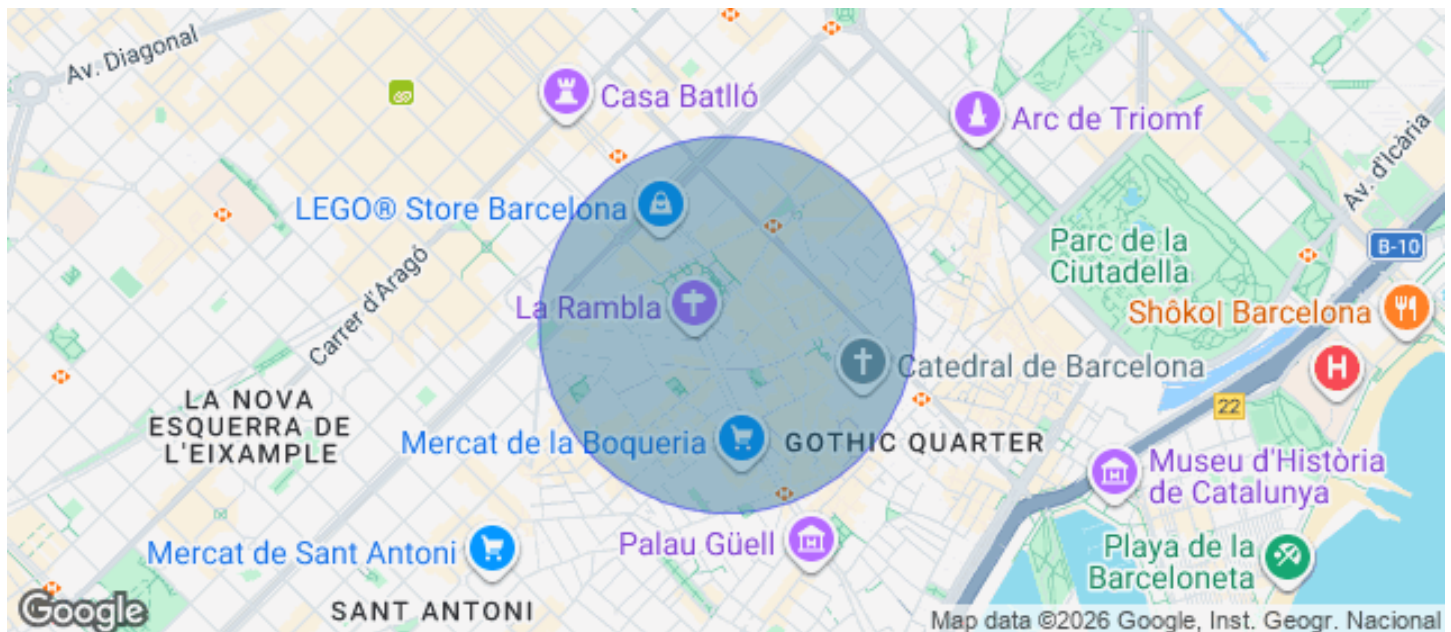 Av. Diagonal
Casa Batlló
Arc de Triomf
Av. d'Icària
LEGO® Store Barcelona
Parc de la
Ciutadella
B-10
Carrer d'Aragó
La Rambla
Shôko| Barcelona
Catedral de Barcelona
H
LA NOVA
ESQUERRA DE
L'EIXAMPLE
22
Mercat de la Boqueria
GOTHIC QUARTER
Museu d'Història
de Catalunya
Mercat de Sant Antoni
Palau Güell
Playa de la
Barceloneta
SANT ANTONI
Google
Map data ©2026 Google, Inst. Geogr. Nacional